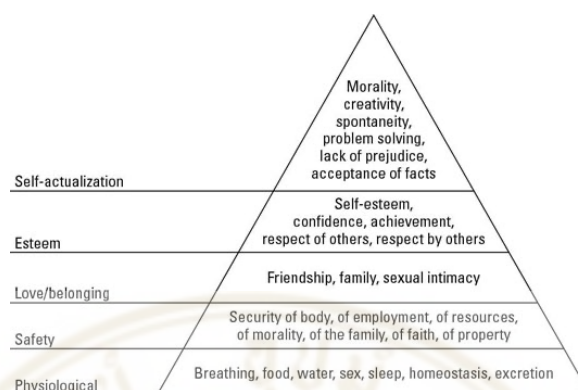 Morality,
creativity,
spontaneity,
problem solving,
lack of prejudice,
acceptance of facts
Self-actualization
Self-esteem,
confidence, achievement,
respect of others, respect by others
Esteem
Friendship, family, sexual intimacy
Love/belonging
Security of body, of employment, of resources,
of morality, of the family, of faith, of property
Safety
Breathing, food, water, sex, sleep, homeostasis, excretion
Physiological